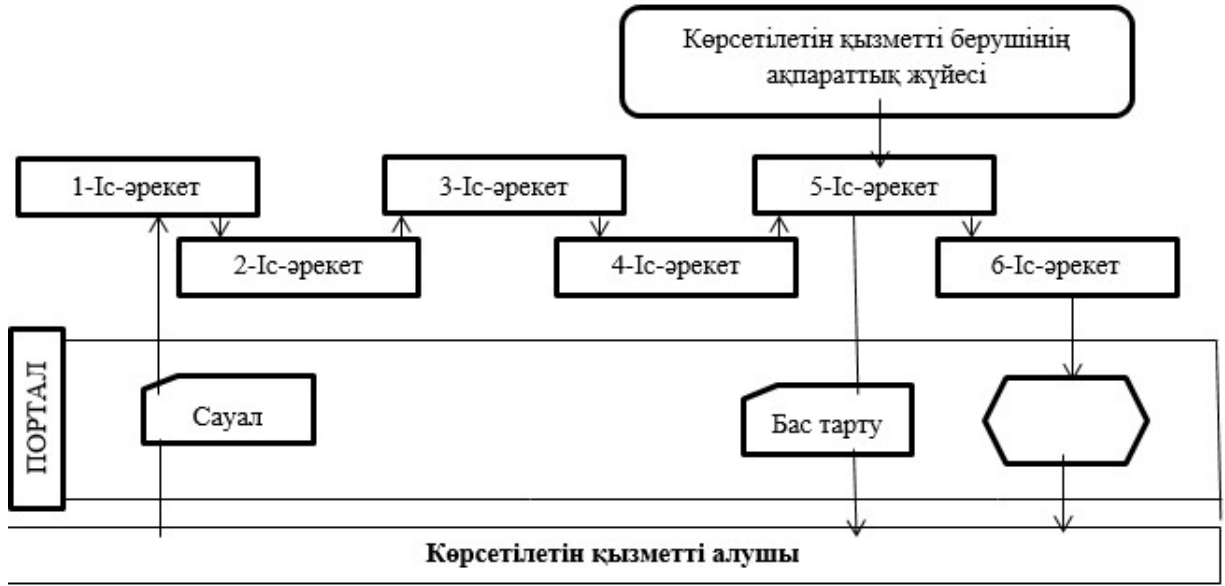 Көрсетілетін қызметті берушінің
ақпараттық жүйесі
1-Іс-әрекет
3-Іс-әрекет
5-Іс-әрекет
2-Іс-әрекет
4-Іс-әрекет
6-Іс-әрекет
ПОРТАЛ
Сауал
Бас тарту
Көрсетілетін қызметті алушы